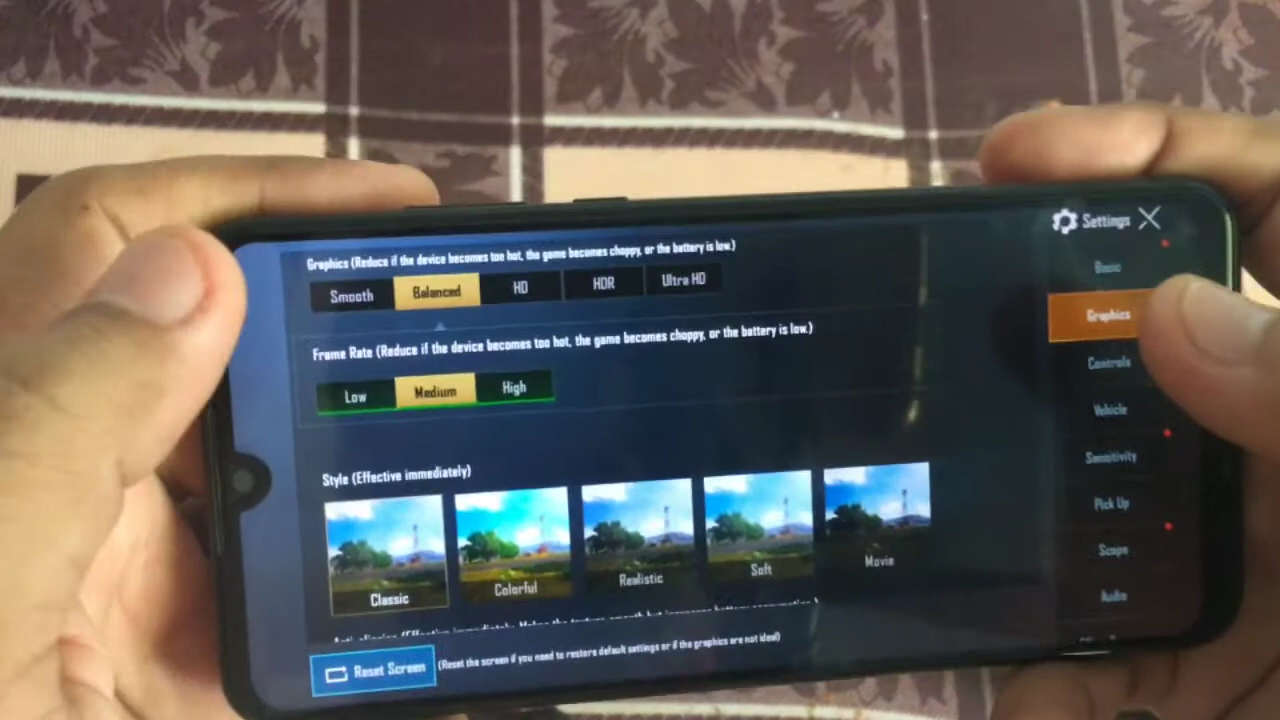 Settings
Graphics (Reduce if the device becomes too hot, the game becomes choppy, or the battery is low.)
Smooth Balanced HD HDR Ultra HD
Frame Rate (Reduce if the device becomes too hot, the game becomes choppy, or the battery is low.)
Low Medium High
Style (Effective immediately)
Classic Colorful Realistic Soft Movie
Reset Screen (Reset the screen if you need to restore default settings or if the graphics are not ideal)
Basic
Graphics
Controls
Vehicle
Sensitivity
Pick Up
Scope
Audio